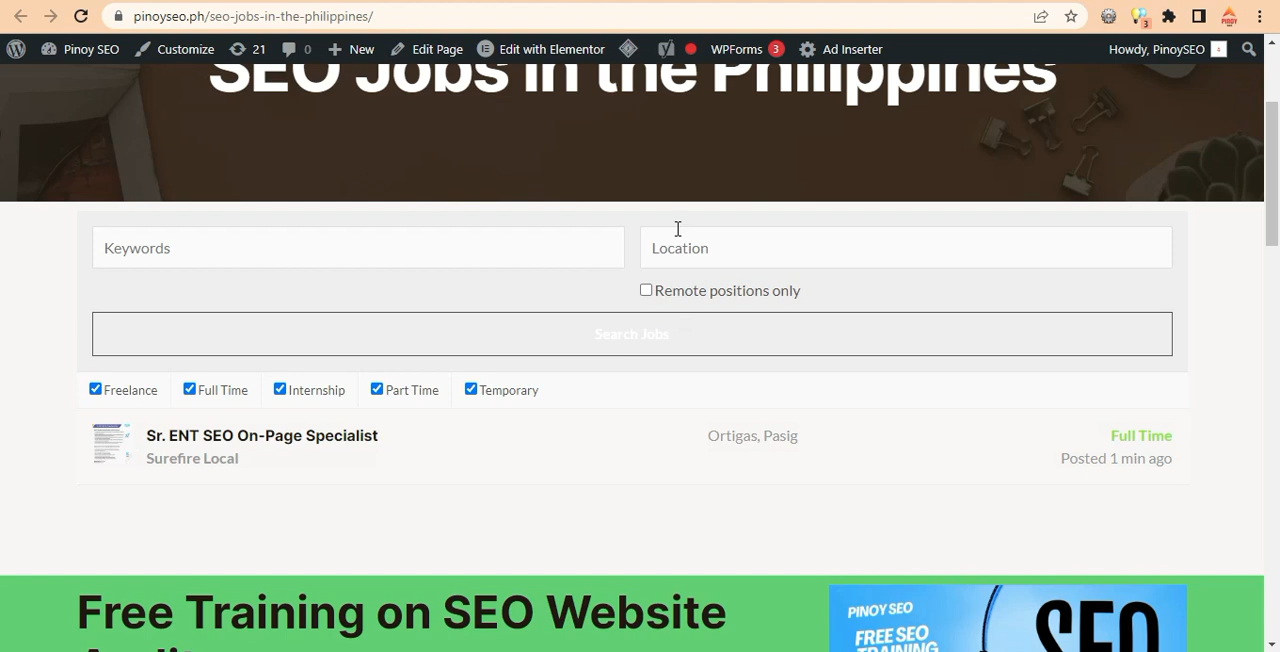 pinoyseo.ph/seo-jobs-in-the-philippines/
3
PINOY
Pinoy SEO
Customize
21
0
New
Edit Page
Edit with Elementor
WPForms 3
Ad Inserter
Howdy, PinoySEO
SEO Jobs in the Philippines
Keywords
Location
Remote positions only
Search Jobs
Freelance
Full Time
Internship
Part Time
Temporary
Sr. ENT SEO On-Page Specialist
Surefire Local
Ortigas, Pasig
Full Time
Posted 1 min ago
Free Training on SEO Website
Audit
PINOY SEO
FREE SEO
TRAINING
SEO